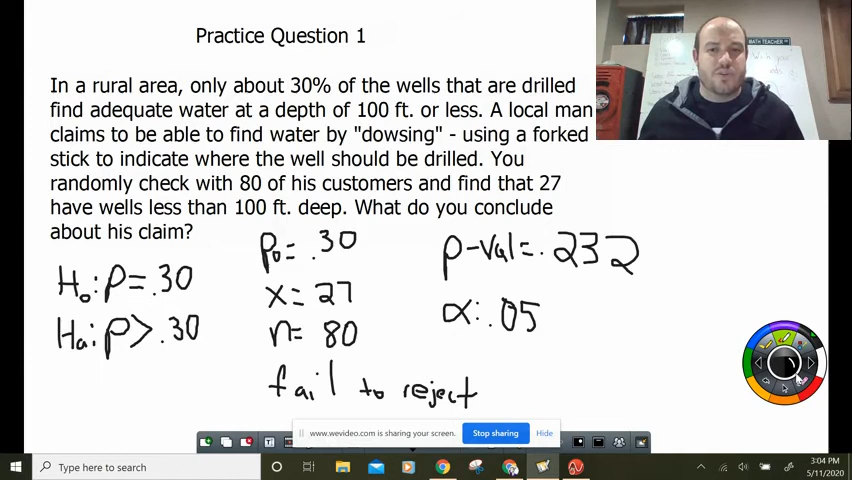 Practice Question 1
MATH TEACHER
In a rural area, only about 30% of the wells that are drilled
find adequate water at a depth of 100 ft. or less. A local man
claims to be able to find water by "dowsing" - using a forked
stick to indicate where the well should be drilled. You
randomly check with 80 of his customers and find that 27
have wells less than 100 ft. deep. What do you conclude
about his claim?
H₀: p = .30
Ha: p > .30
p₀ = .30
x = 27
n = 80
fail to reject
p-val = .232
α: .05
www.wevideo.com is sharing your screen.
Stop sharing
Hide
Type here to search
3:04 PM
5/11/2020